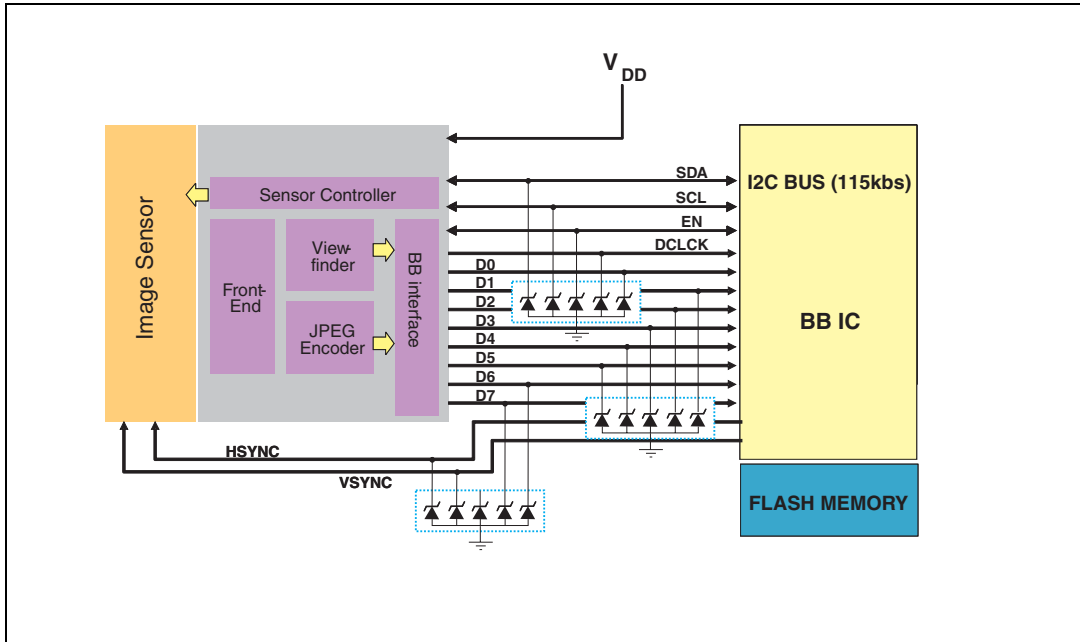 V
DD
SDA
I2C BUS (115kbs)
Sensor Controller
SCL
EN
DCLCK
View-
finder
D0
D1
Image Sensor
Front-
End
BB interface
D2
BB IC
D3
JPEG
Encoder
D4
D5
D6
D7
HSYNC
VSYNC
FLASH MEMORY